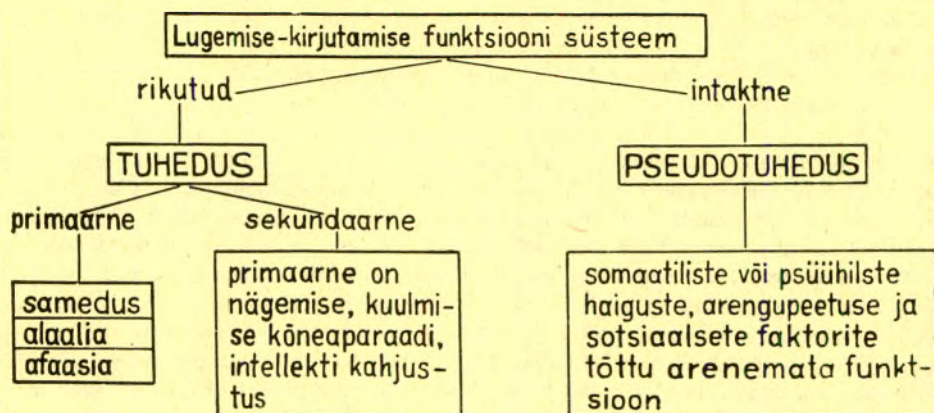 Lugemise-kirjutamise funktsiooni süsteem
rikutud
intaktne
TUHEDUS
PSEUDOTUHEDUS
primaarne
sekundaarne
samedus
alaalia
afaasia
primaarne on
nägemise, kuulmi-
se kõneaparaadi,
intellekti kahjus-
tus
somaatiliste või psüühilste
haiguste, arengupeetuse ja
sotsiaalsete faktorite
tõttu arenemata funkt-
sioon